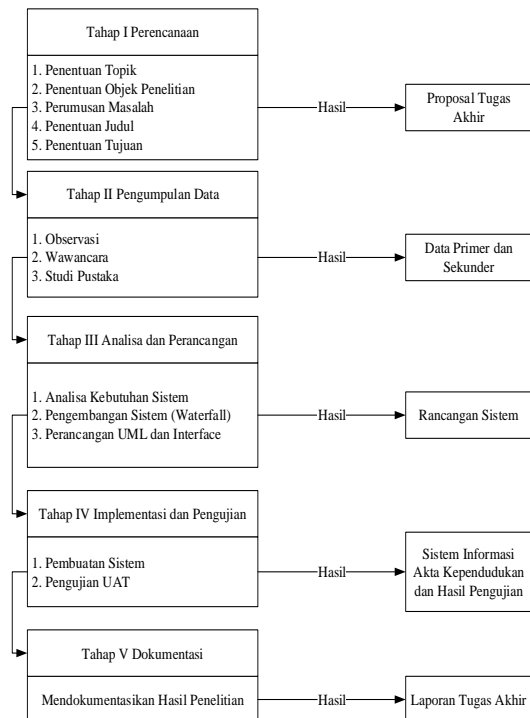 Tahap I Perencanaan
1. Penentuan Topik
2. Penentuan Objek Penelitian
3. Perumusan Masalah
4. Penentuan Judul
5. Penentuan Tujuan
Hasil
Proposal Tugas
Akhir
Tahap II Pengumpulan Data
1. Observasi
2. Wawancara
3. Studi Pustaka
Hasil
Data Primer dan
Sekunder
Tahap III Analisa dan Perancangan
1. Analisa Kebutuhan Sistem
2. Pengembangan Sistem (Waterfall)
3. Perancangan UML dan Interface
Hasil
Rancangan Sistem
Tahap IV Implementasi dan Pengujian
1. Pembuatan Sistem
2. Pengujian UAT
Hasil
Sistem Informasi
Akta Kependudukan
dan Hasil Pengujian
Tahap V Dokumentasi
Mendokumentasikan Hasil Penelitian
Hasil
Laporan Tugas Akhir